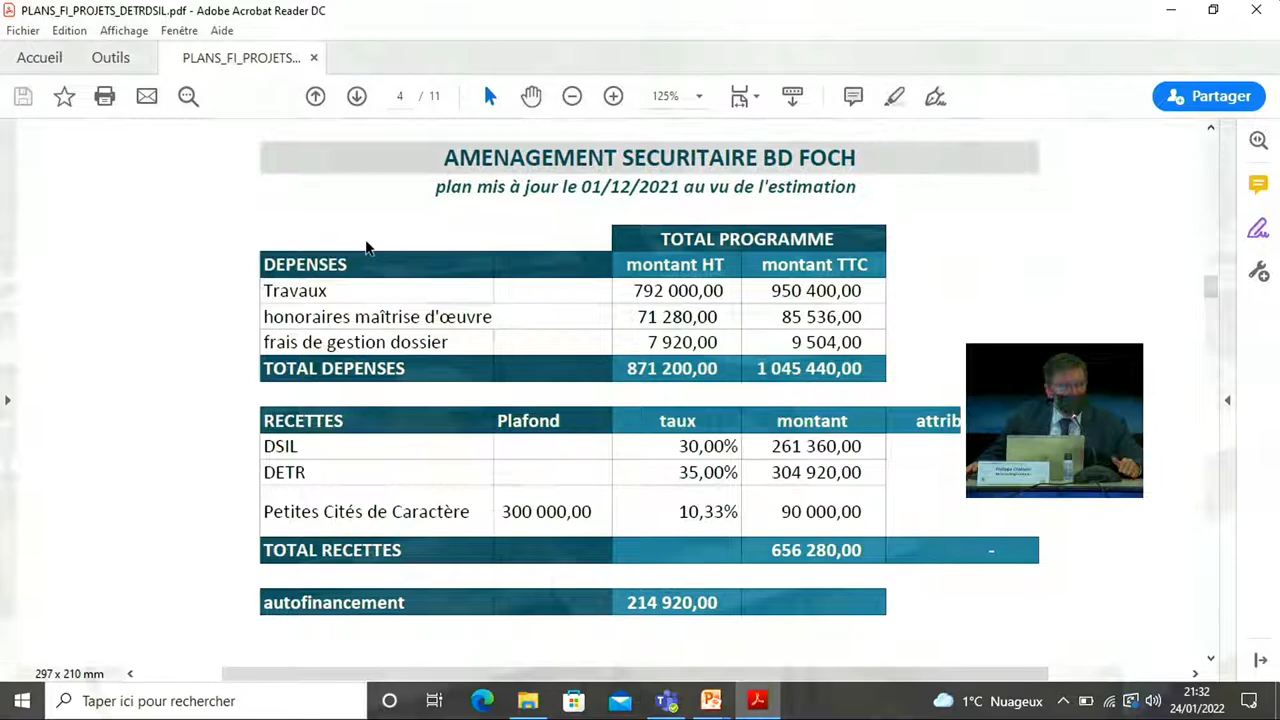 PLANS_FI_PROJETS_DETRDSIL.pdf - Adobe Acrobat Reader DC
Fichier Edition Affichage Fenêtre Aide
Accueil Outils PLANS_FI_PROJETS... ×
4 / 11 125% Partager
AMENAGEMENT SECURITAIRE BD FOCH
plan mis à jour le 01/12/2021 au vu de l'estimation
TOTAL PROGRAMME
DEPENSES montant HT montant TTC
Travaux 792 000,00 950 400,00
honoraires maîtrise d'œuvre 71 280,00 85 536,00
frais de gestion dossier 7 920,00 9 504,00
TOTAL DEPENSES 871 200,00 1 045 440,00
RECETTES Plafond taux montant attrib
DSIL 30,00% 261 360,00
DETR 35,00% 304 920,00
Petites Cités de Caractère 300 000,00 10,33% 90 000,00
TOTAL RECETTES 656 280,00 -
autofinancement 214 920,00
297 x 210 mm
Taper ici pour rechercher 1°C Nuageux 21:32
24/01/2022